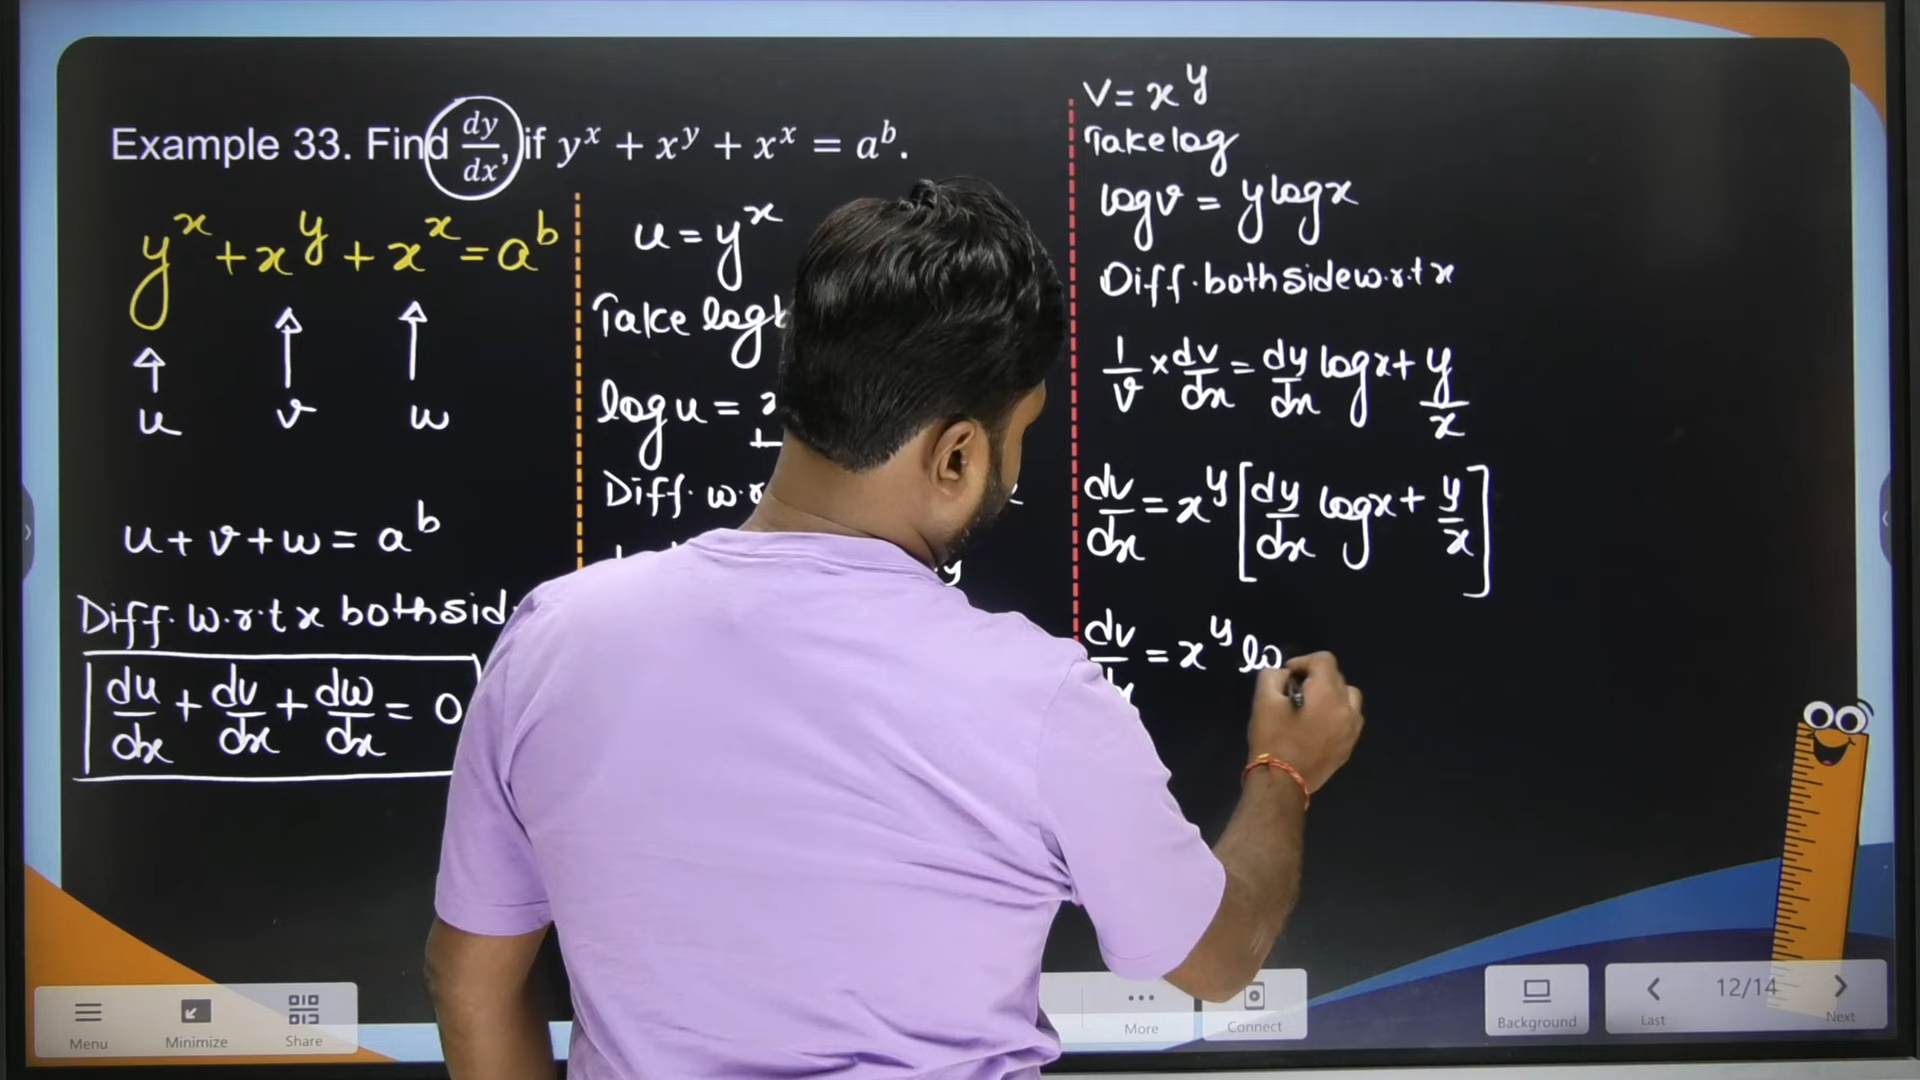 Example 33. Find dy/dx, if y^x + x^y + x^x = a^b.
y^x + x^y + x^x = a^b
u v w
u + v + w = a^b
Diff. w.r.t x both sid
du/dx + dv/dx + dw/dx = 0
u = y^x
Take log
log u =
Diff. w.r
y
v = x^y
Take log
log v = y log x
Diff. both side w.r.t x
1/v × dv/dx = dy/dx log x + y/x
dv/dx = x^y [dy/dx log x + y/x]
dv/dx = x^y lo
Menu Minimize Share More Connect Background Last 12/14 Next